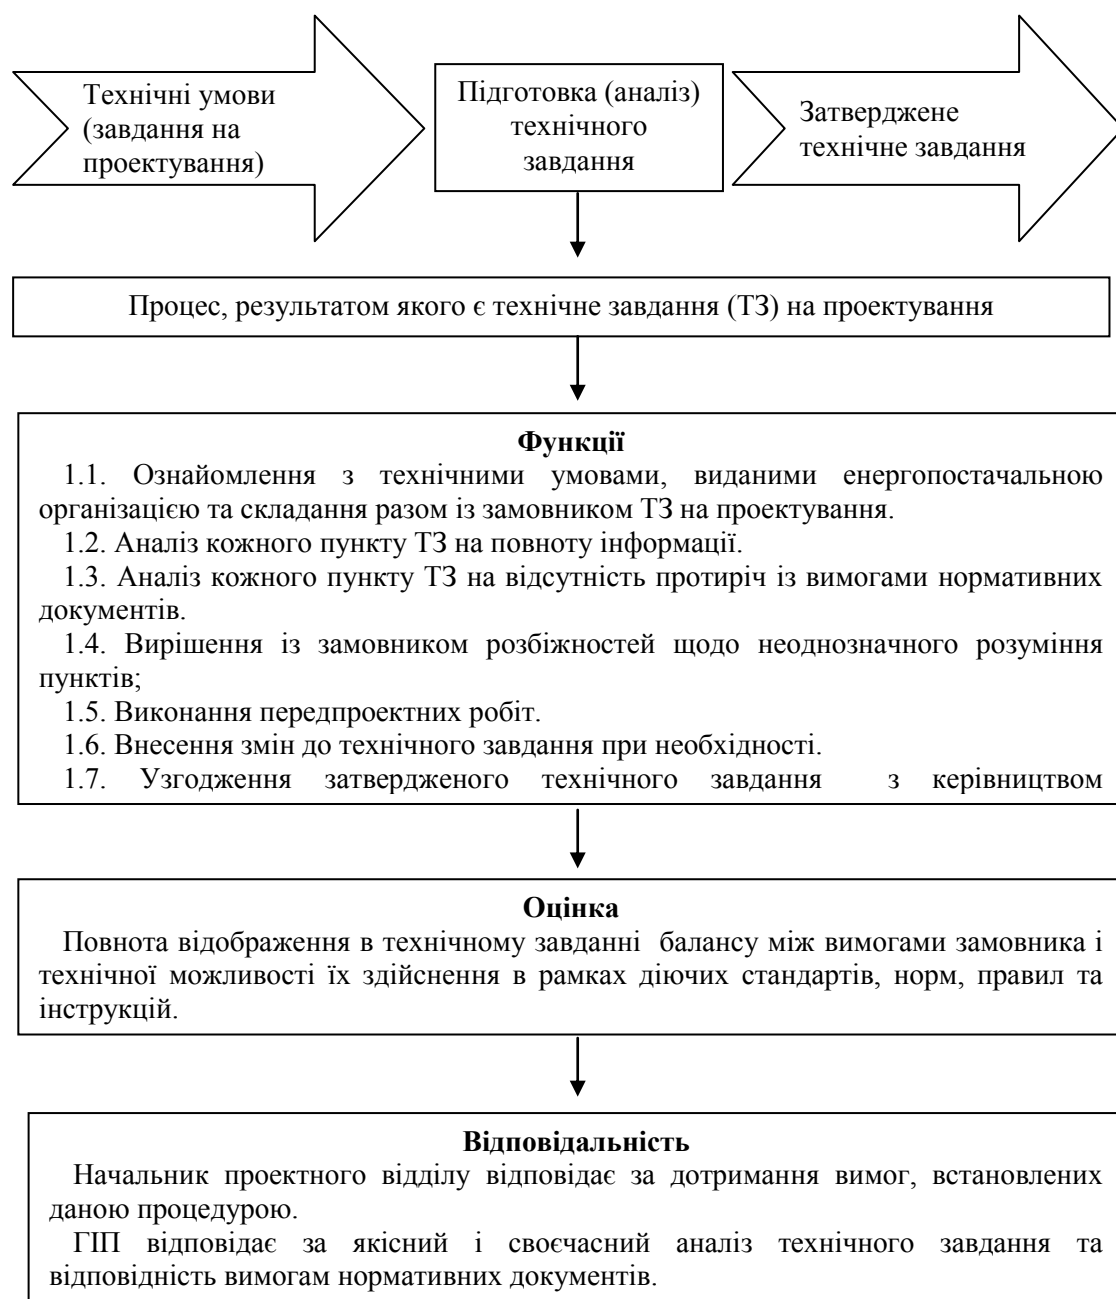 Технічні умови
(завдання на
проектування)
Підготовка (аналіз)
технічного
завдання
Затверджене
технічне завдання
Процес, результатом якого є технічне завдання (ТЗ) на проектування
Функції
1.1. Ознайомлення з технічними умовами, виданими енергопостачальною
організацією та складання разом із замовником ТЗ на проектування.
1.2. Аналіз кожного пункту ТЗ на повноту інформації.
1.3. Аналіз кожного пункту ТЗ на відсутність протиріч із вимогами нормативних
документів.
1.4. Вирішення із замовником розбіжностей щодо неоднозначного розуміння
пунктів;
1.5. Виконання передпроектних робіт.
1.6. Внесення змін до технічного завдання при необхідності.
1.7. Узгодження затвердженого технічного завдання з керівництвом
Оцінка
Повнота відображення в технічному завданні балансу між вимогами замовника і
технічної можливості їх здійснення в рамках діючих стандартів, норм, правил та
інструкцій.
Відповідальність
Начальник проектного відділу відповідає за дотримання вимог, встановлених
даною процедурою.
ГІП відповідає за якісний і своєчасний аналіз технічного завдання та
відповідність вимогам нормативних документів.